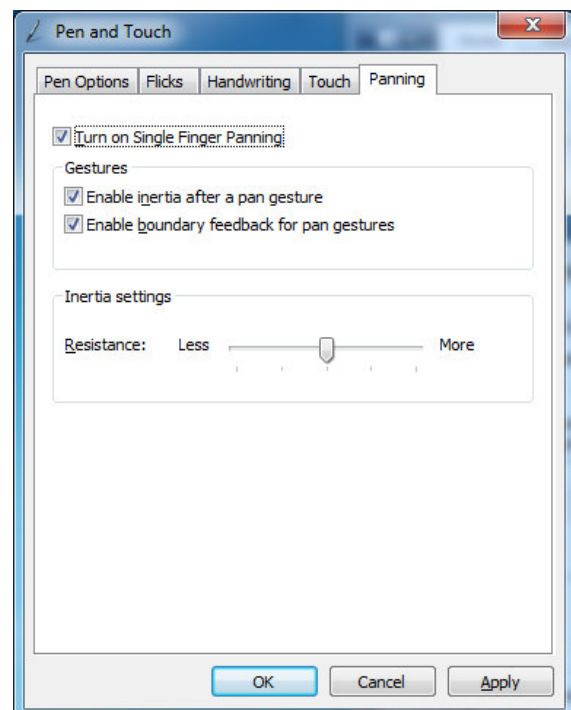 Pen and Touch
Pen Options Flicks Handwriting Touch Panning
Turn on Single Finger Panning
Gestures
Enable inertia after a pan gesture
Enable boundary feedback for pan gestures
Inertia settings
Resistance: Less More
OK Cancel Apply